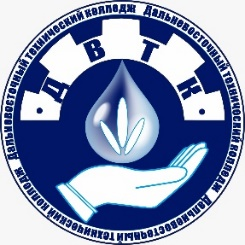 Дальневосточный технический колледж Дальневосточный технический колледж Дальневосточный технический колледж
· Д · В · Т · К ·